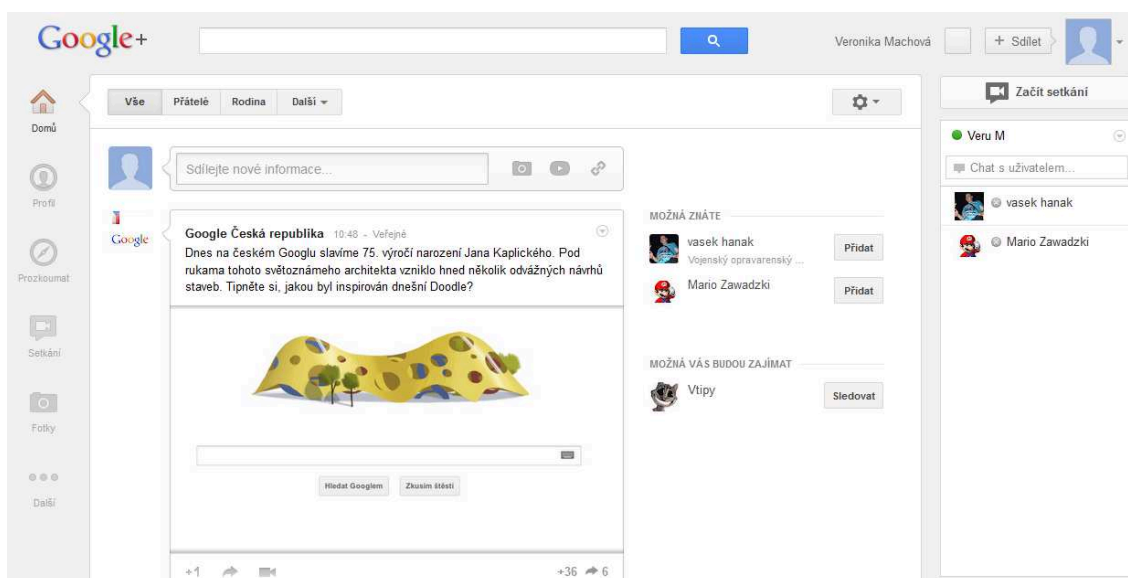 Google+
Veronika Machová
+ Sdílet
Domů
Profil
Prozkoumat
Setkání
Fotky
Další
Vše Přátelé Rodina Další
Sdílejte nové informace...
Google
Google Česká republika 10:48 - Veřejné
Dnes na českém Googlu slavíme 75. výročí narození Jana Kaplického. Pod
rukama tohoto světoznámeho architekta vzniklo hned několik odvážných návrhů
staveb. Tipněte si, jakou byl inspirován dnešní Doodle?
Hledat Googlem Zkusím štěstí
+1
+36 6
MOŽNÁ ZNÁTE
vasek hanak
Vojenský opravarenský ...
Přidat
Mario Zawadzki
Přidat
MOŽNÁ VÁS BUDOU ZAJÍMAT
Vtipy
Sledovat
Začít setkání
Veru M
Chat s uživatelem...
vasek hanak
Mario Zawadzki